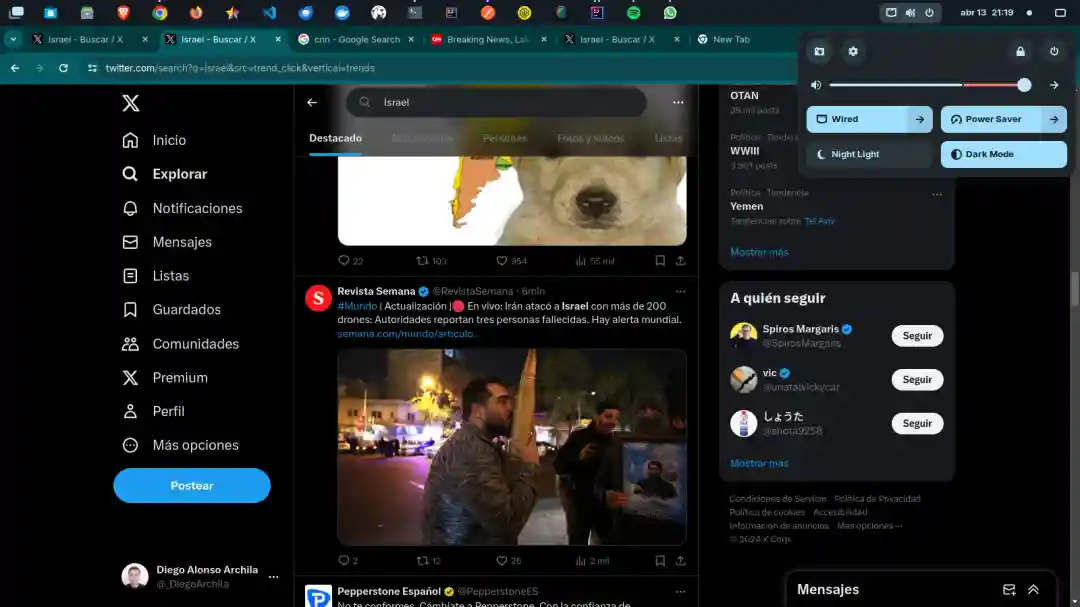 abr 13 21:19
Israel - Buscar / X
Israel - Buscar / X
cnn - Google Search
Breaking News, Lat
Israel - Buscar / X
New Tab
twitter.com/search?q=Israel&src=trend_click&vertical=trends
Wired
Power Saver
Night Light
Dark Mode
Inicio
Explorar
Notificaciones
Mensajes
Listas
Guardados
Comunidades
Premium
Perfil
Más opciones
Postear
Diego Alonso Archila
@_DiegoArchila
Israel
Destacado
Más reciente
Personas
Fotos y videos
Listas
22
103
954
55 mil
Revista Semana @RevistaSemana · 6min
#Mundo | Actualización | En vivo: Irán atacó a Israel con más de 200
drones: Autoridades reportan tres personas fallecidas. Hay alerta mundial.
semana.com/mundo/articulo…
2
12
26
2 mil
Pepperstone Español @PepperstoneES
No te conformes. Cámbiate a Pepperstone. Con la confianza de
OTAN
39 mil posts
Política · Tendencia
WWIII
3.901 posts
Política · Tendencia
Yemen
Tendencias sobre Tel Aviv
Mostrar más
A quién seguir
Spiros Margaris
@SpirosMargaris
Seguir
vic
@unatalvickycar
Seguir
しょうた
@shota9258
Seguir
Mostrar más
Condiciones de Servicio Política de Privacidad
Política de cookies Accesibilidad
Información de anuncios Más opciones ···
© 2024 X Corp.
Mensajes